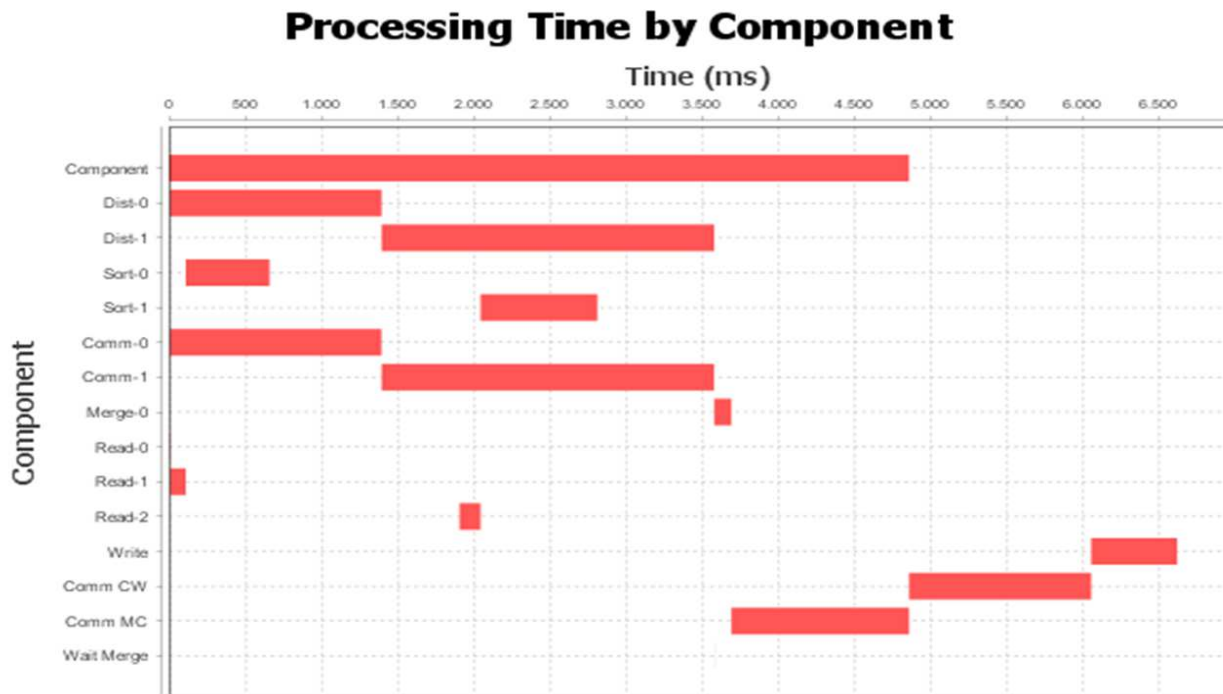 Processing Time by Component
Time (ms)
0 500 1.000 1.500 2.000 2.500 3.000 3.500 4.000 4.500 5.000 5.500 6.000 6.500
Component
Component
Dist-0
Dist-1
Sort-0
Sort-1
Comm-0
Comm-1
Merge-0
Read-0
Read-1
Read-2
Write
Comm CW
Comm MC
Wait Merge